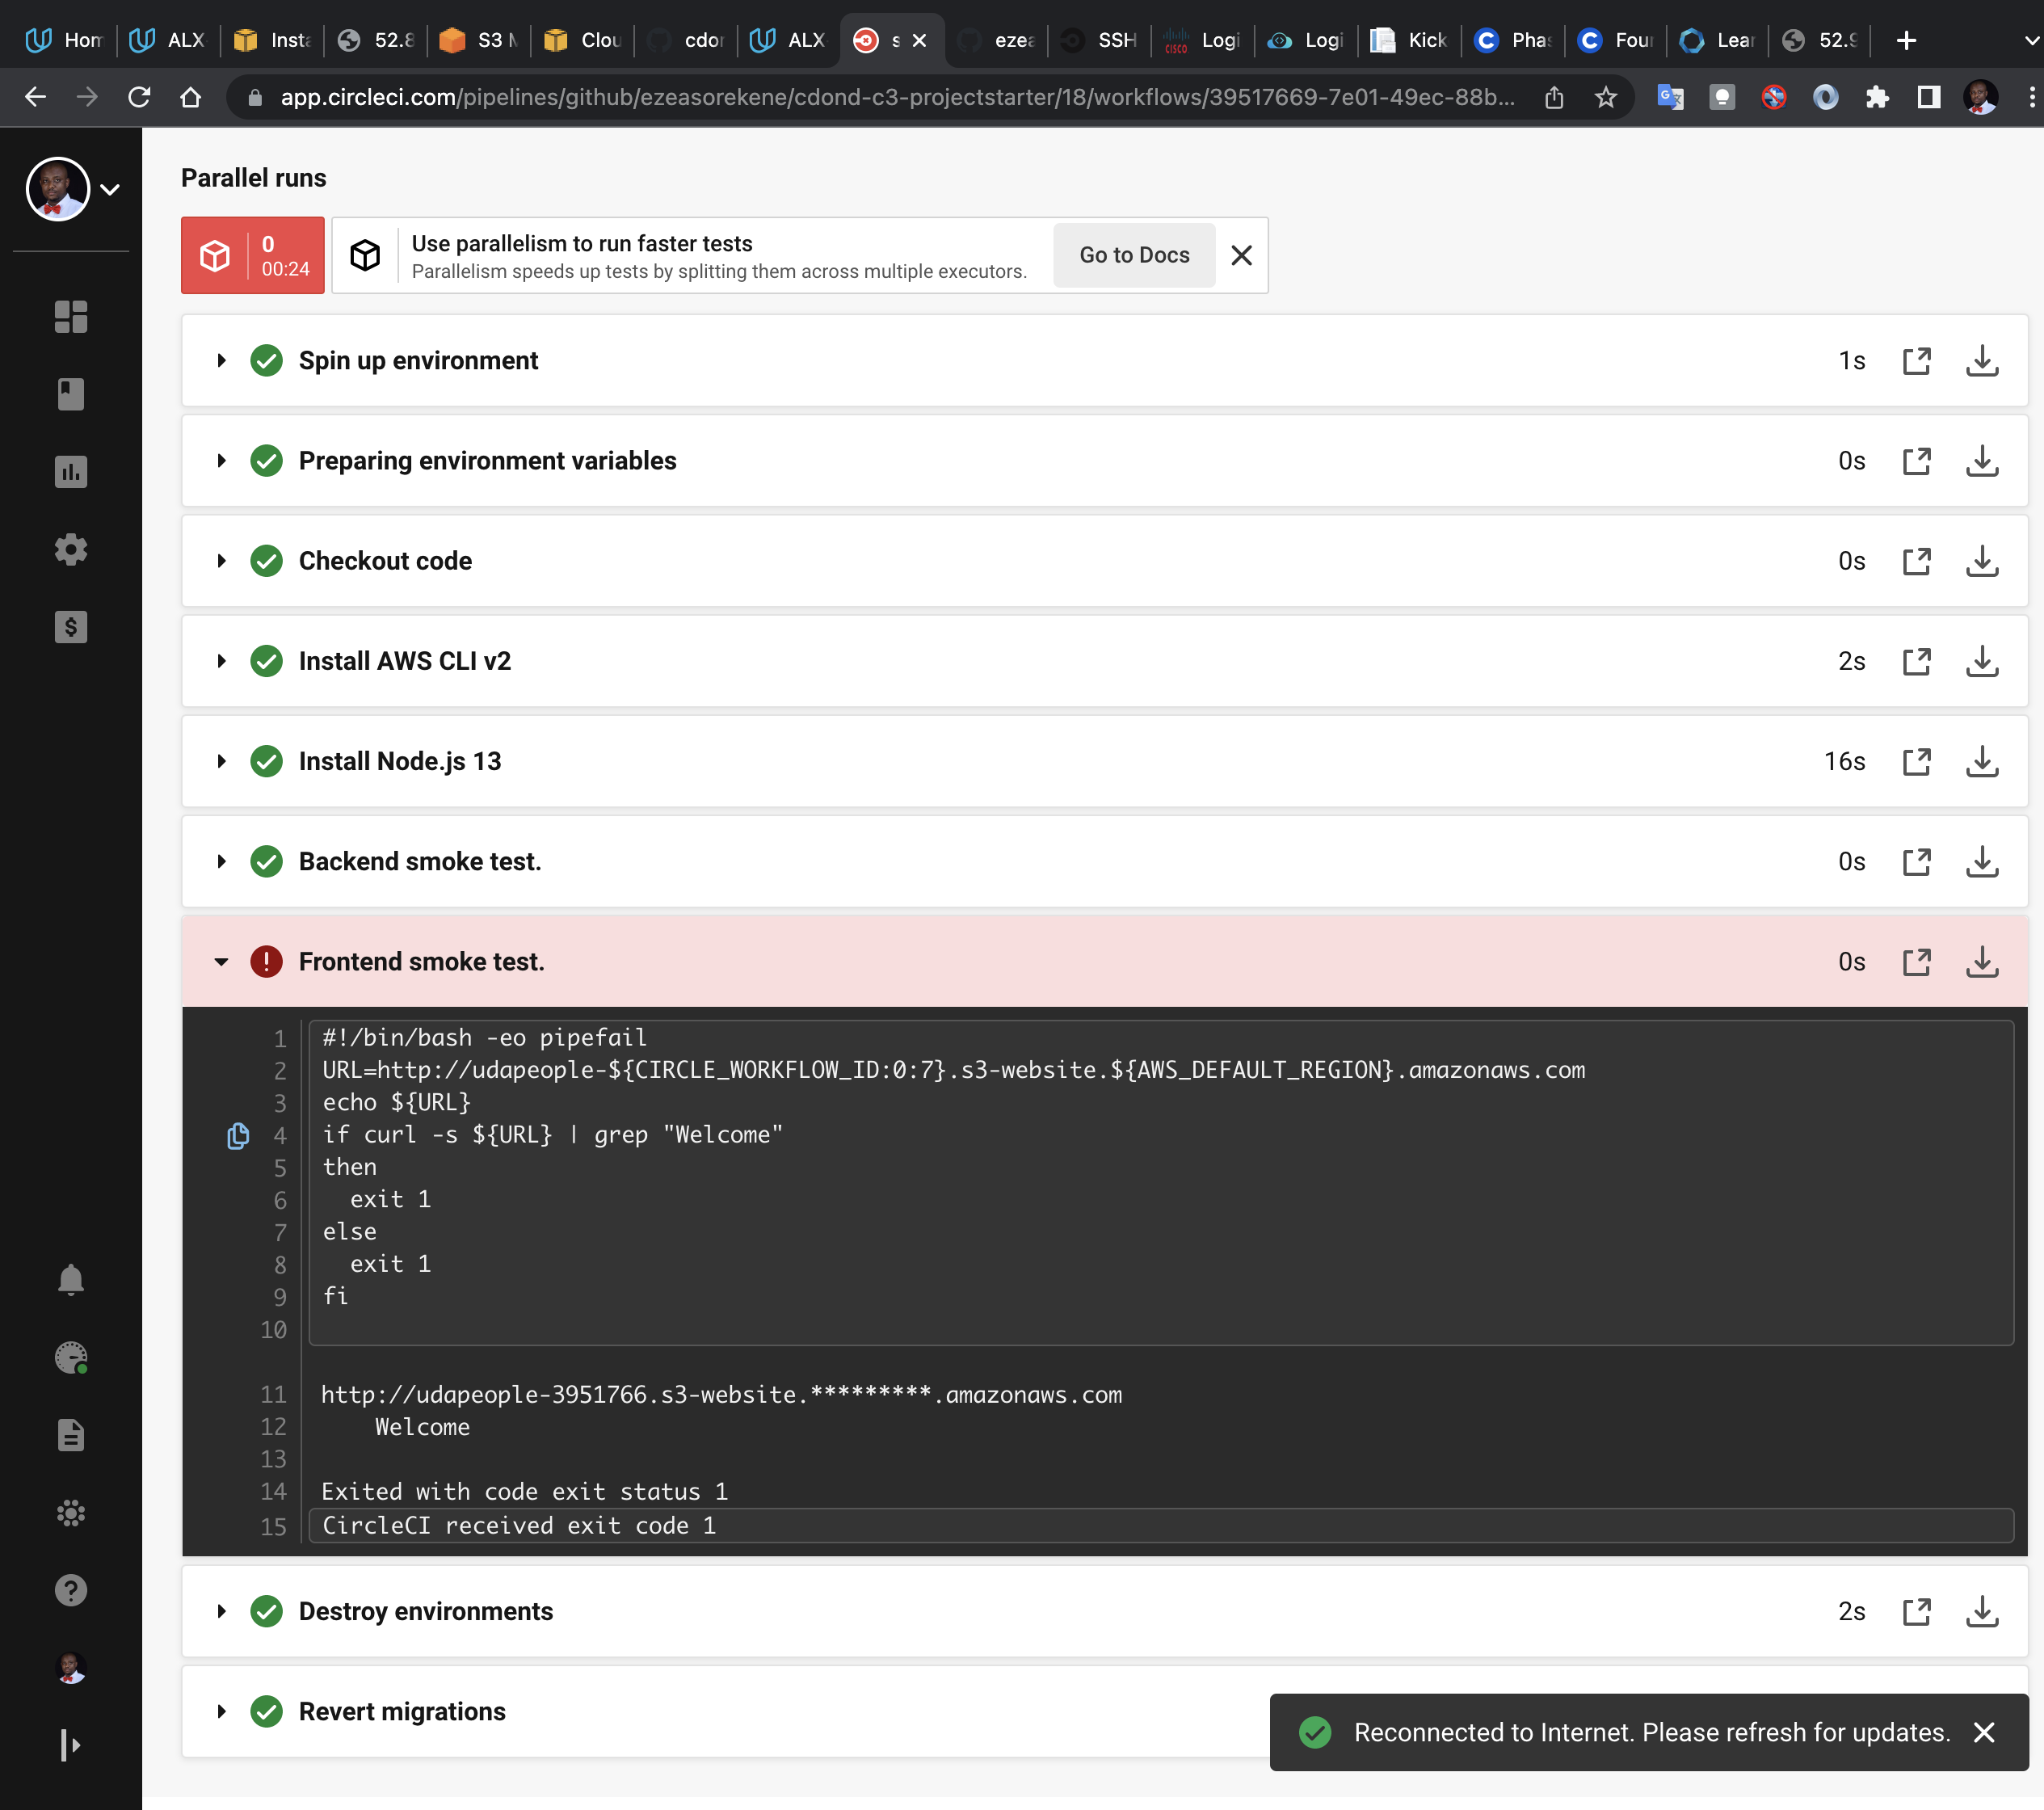 Hom
ALX
Insta
52.8
S3 M
Clou
cdor
ALX-
s
ezea
SSH
CISCO
Logi
Logi
Kick
Phas
Four
Lear
52.9
app.circleci.com/pipelines/github/ezeasorekene/cdond-c3-projectstarter/18/workflows/39517669-7e01-49ec-88b...
Parallel runs
0
00:24
Use parallelism to run faster tests
Parallelism speeds up tests by splitting them across multiple executors.
Go to Docs
Spin up environment
1s
Preparing environment variables
0s
Checkout code
0s
Install AWS CLI v2
2s
Install Node.js 13
16s
Backend smoke test.
0s
Frontend smoke test.
0s
1 #!/bin/bash -eo pipefail
2 URL=http://udapeople-${CIRCLE_WORKFLOW_ID:0:7}.s3-website.${AWS_DEFAULT_REGION}.amazonaws.com
3 echo ${URL}
4 if curl -s ${URL} | grep "Welcome"
5 then
6 exit 1
7 else
8 exit 1
9 fi
10
11 http://udapeople-3951766.s3-website.*********.amazonaws.com
12 Welcome
13
14 Exited with code exit status 1
15 CircleCI received exit code 1
Destroy environments
2s
Revert migrations
Reconnected to Internet. Please refresh for updates.